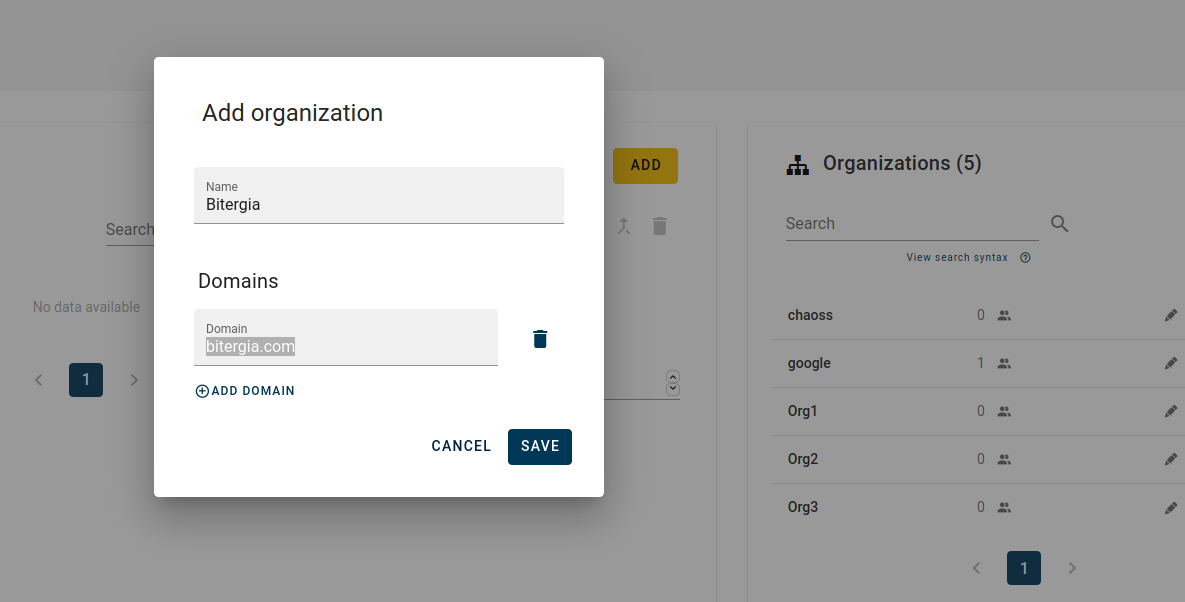 Add organization
Name
Bitergia
Domains
Domain
bitergia.com
ADD DOMAIN
CANCEL
SAVE
ADD
Search
No data available
1
Organizations (5)
Search
View search syntax
chaoss 0
google 1
Org1 0
Org2 0
Org3 0
1